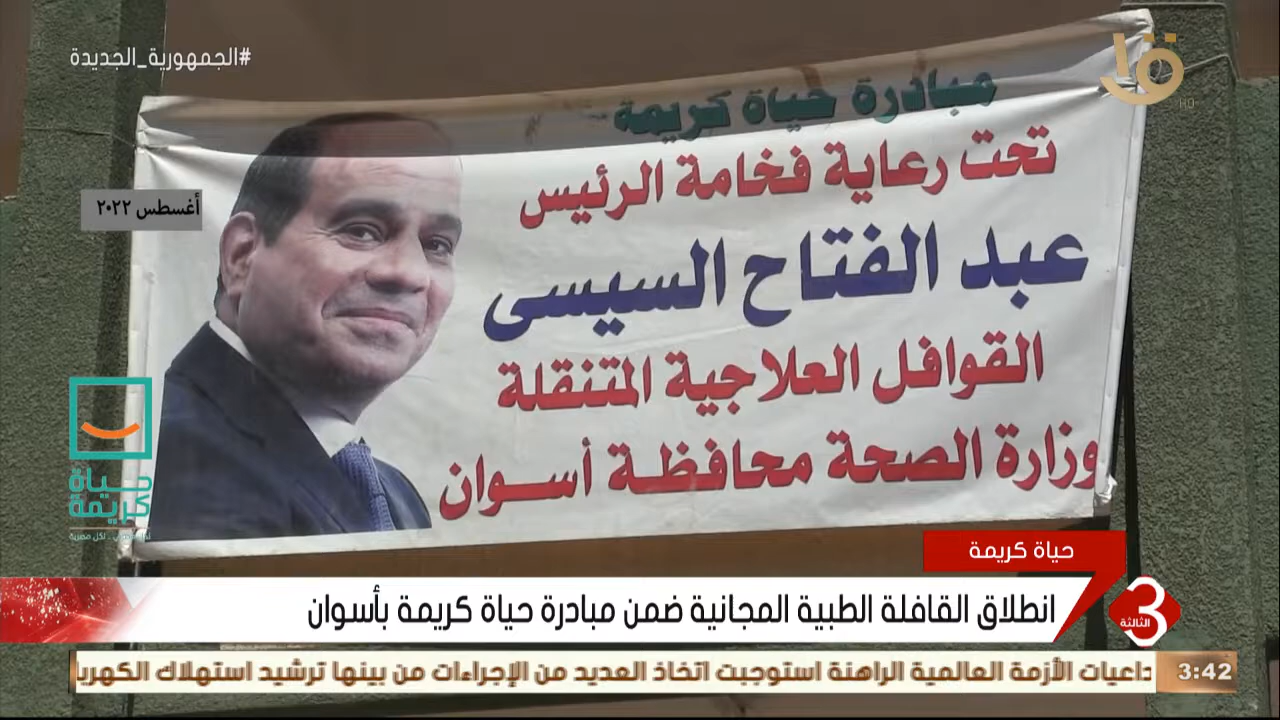 #الجمهورية_الجديدة
مبادرة حياة كريمة
تحت رعاية فخامة الرئيس
عبد الفتاح السيسى
القوافل العلاجية المتنقلة
وزارة الصحة محافظة أسوان
أغسطس ٢٠٢٢
حياة
كريمة
حياة كريمة
انطلاق القافلة الطبية المجانية ضمن مبادرة حياة كريمة بأسوان
3
الثالثة
داعيات الأزمة العالمية الراهنة استوجبت اتخاذ العديد من الإجراءات من بينها ترشيد استهلاك الكهربا
3:42
HD